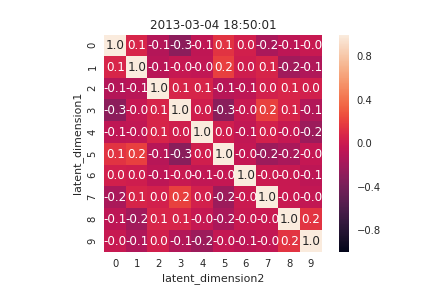 2013-03-04 18:50:01
latent_dimension1
0 1.0 0.1 -0.1-0.3-0.1 0.1 0.0 -0.2-0.1-0.0
1 0.1 1.0 -0.1-0.0-0.0 0.2 0.0 0.1 -0.2-0.1
2 -0.1-0.1 1.0 0.1 0.1 -0.1-0.1 0.0 0.1 0.0
3 -0.3-0.0 0.1 1.0 0.0 -0.3-0.0 0.2 0.1 -0.1
4 -0.1-0.0 0.1 0.0 1.0 0.0 -0.1 0.0 -0.0-0.2
5 0.1 0.2 -0.1-0.3 0.0 1.0 -0.0-0.2-0.2-0.0
6 0.0 0.0 -0.1-0.0-0.1-0.0 1.0 -0.0-0.0-0.1
7 -0.2 0.1 0.0 0.2 0.0 -0.2-0.0 1.0 -0.0-0.0
8 -0.1-0.2 0.1 0.1 -0.0-0.2-0.0-0.0 1.0 0.2
9 -0.0-0.1 0.0 -0.1-0.2-0.0-0.1-0.0 0.2 1.0
0 1 2 3 4 5 6 7 8 9
latent_dimension2
0.8
0.4
0.0
−0.4
−0.8